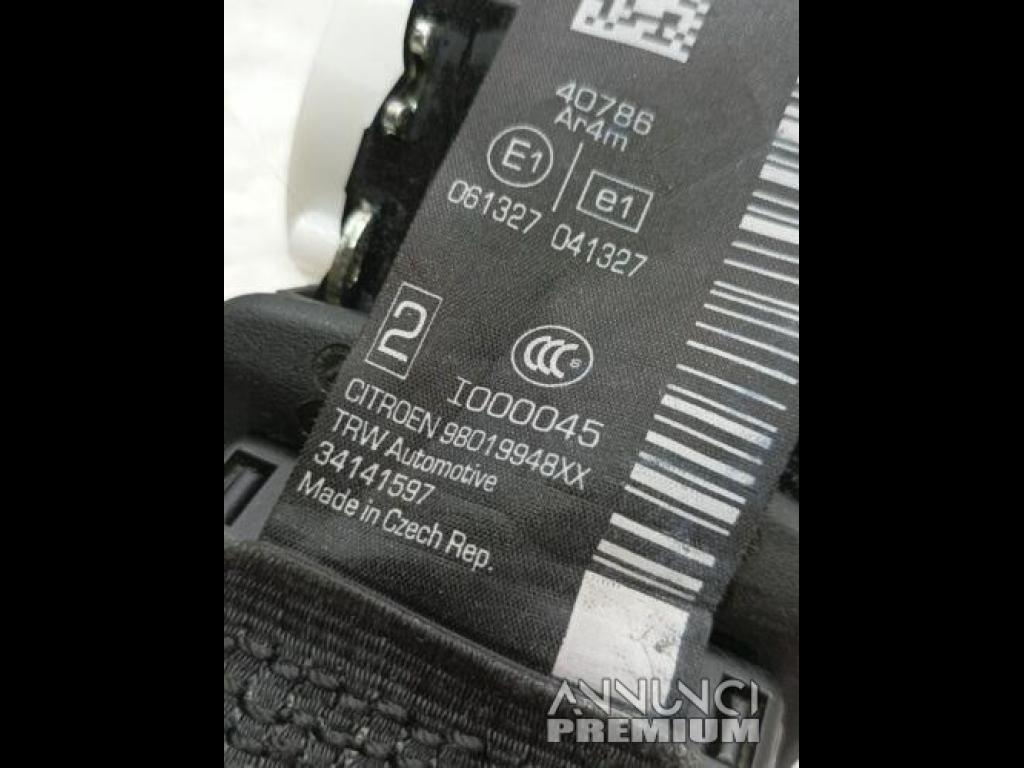 40786
Ar4m
E1 e1
061327 041327
2 CCC S
I000045
CITROEN 98019948XX
TRW Automotive
34141597
Made in Czech Rep.
ANNUNCI
PREMIUM